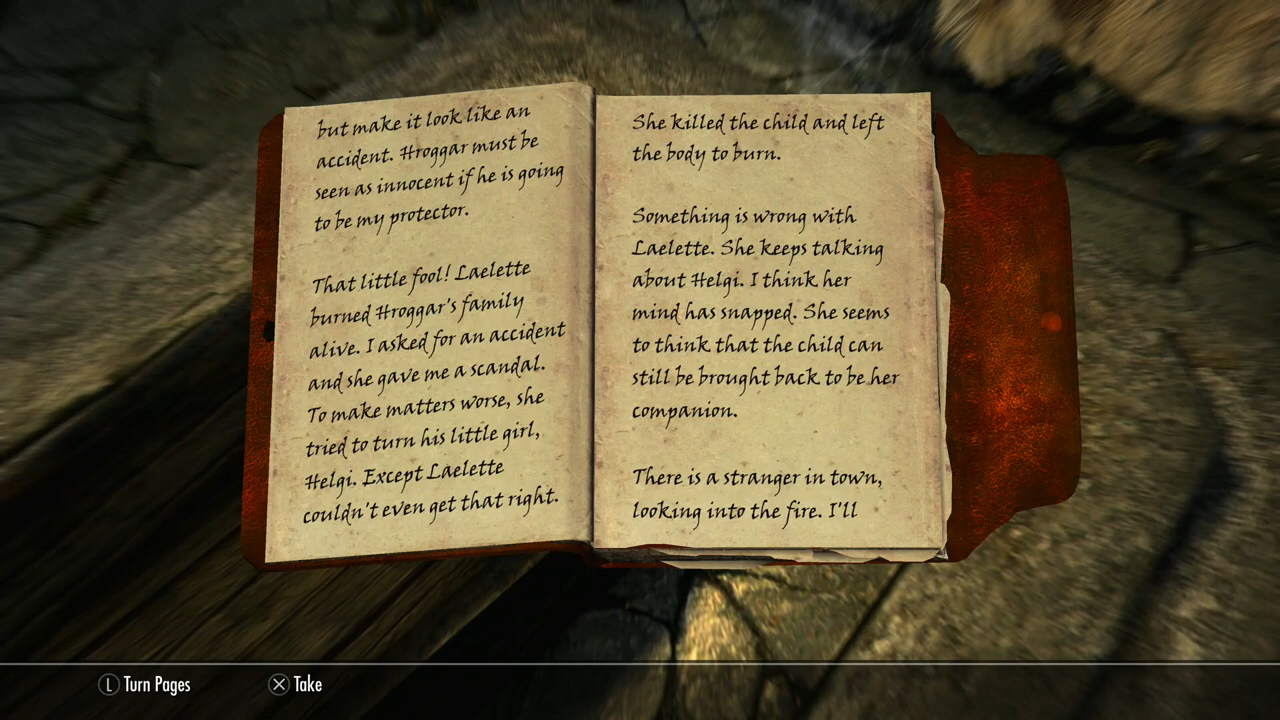 but make it look like an
accident. Hroggar must be
seen as innocent if he is going
to be my protector.
That little fool! Laelette
burned Hroggar's family
alive. I asked for an accident
and she gave me a scandal.
To make matters worse, she
tried to turn his little girl,
Helgi. Except Laelette
couldn't even get that right.
She killed the child and left
the body to burn.
Something is wrong with
Laelette. She keeps talking
about Helgi. I think her
mind has snapped. She seems
to think that the child can
still be brought back to be her
companion.
There is a stranger in town,
looking into the fire. I'll
L Turn Pages
X Take